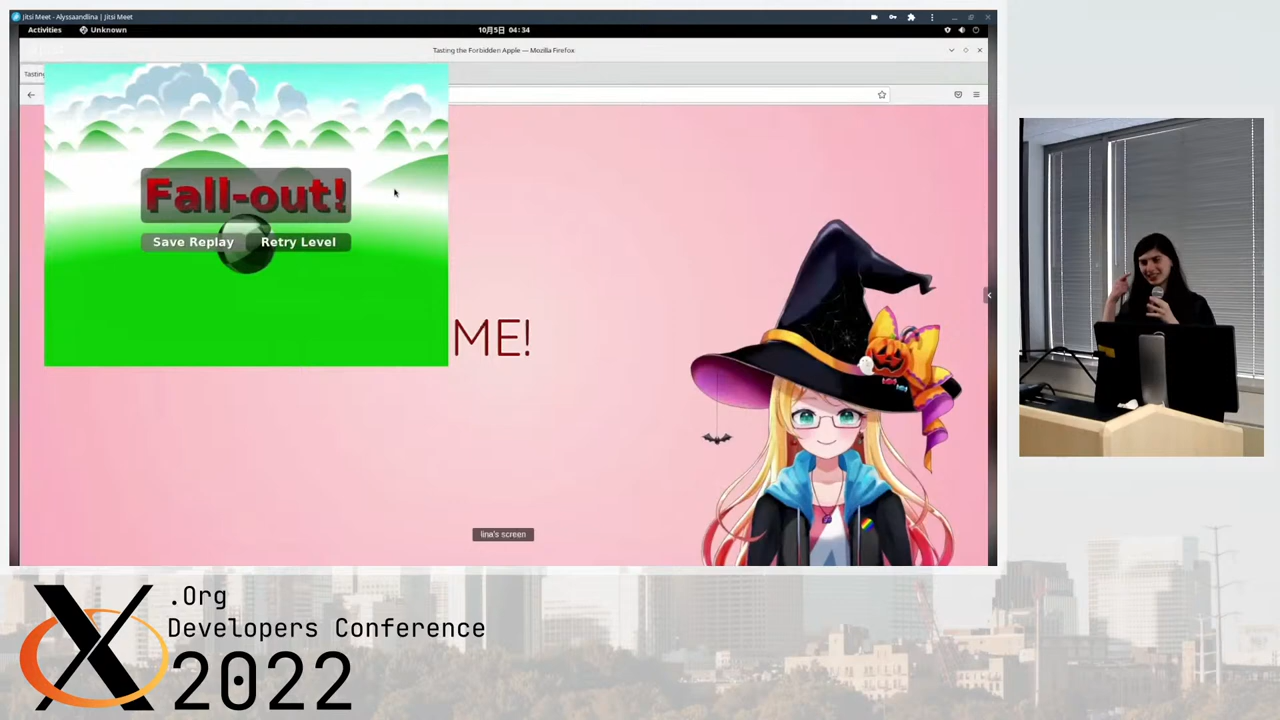 Jitsi Meet - Alyssaandlina | Jitsi Meet
Activities
Unknown
10月5日 04:34
Tasting the Forbidden Apple — Mozilla Firefox
Tasting
Fall-out!
Save Replay
Retry Level
ME!
lina's screen
X.Org
Developers Conference
2022